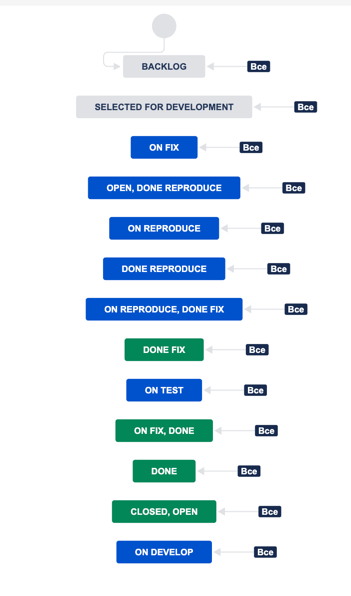 BACKLOG Все
SELECTED FOR DEVELOPMENT Все
ON FIX Все
OPEN, DONE REPRODUCE Все
ON REPRODUCE Все
DONE REPRODUCE Все
ON REPRODUCE, DONE FIX Все
DONE FIX Все
ON TEST Все
ON FIX, DONE Все
DONE Все
CLOSED, OPEN Все
ON DEVELOP Все